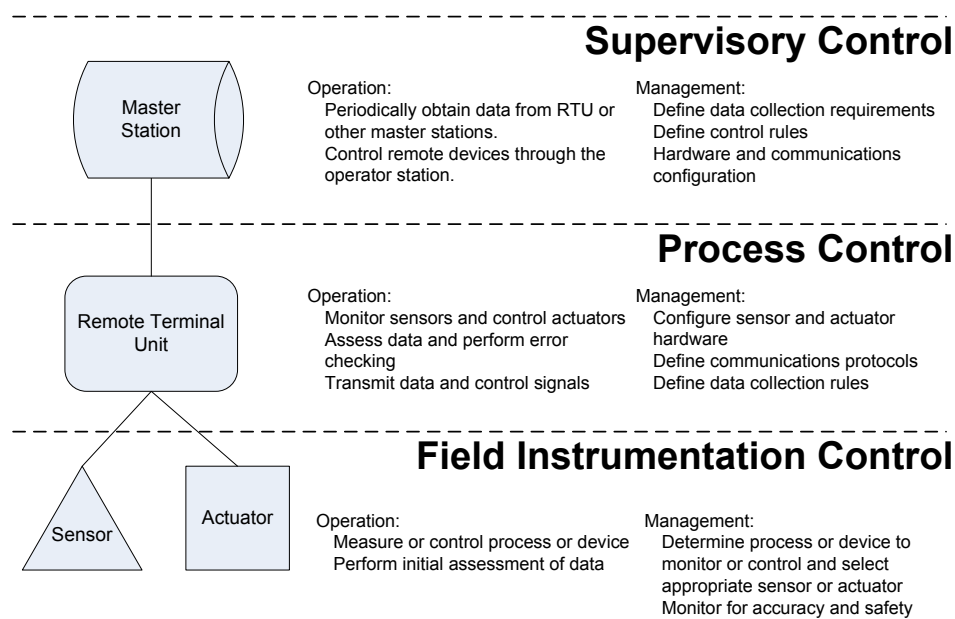 Supervisory Control
Master
Station
Operation:
Periodically obtain data from RTU or
other master stations.
Control remote devices through the
operator station.
Management:
Define data collection requirements
Define control rules
Hardware and communications
configuration
Process Control
Remote Terminal
Unit
Operation:
Monitor sensors and control actuators
Assess data and perform error
checking
Transmit data and control signals
Management:
Configure sensor and actuator
hardware
Define communications protocols
Define data collection rules
Field Instrumentation Control
Sensor
Actuator
Operation:
Measure or control process or device
Perform initial assessment of data
Management:
Determine process or device to
monitor or control and select
appropriate sensor or actuator
Monitor for accuracy and safety